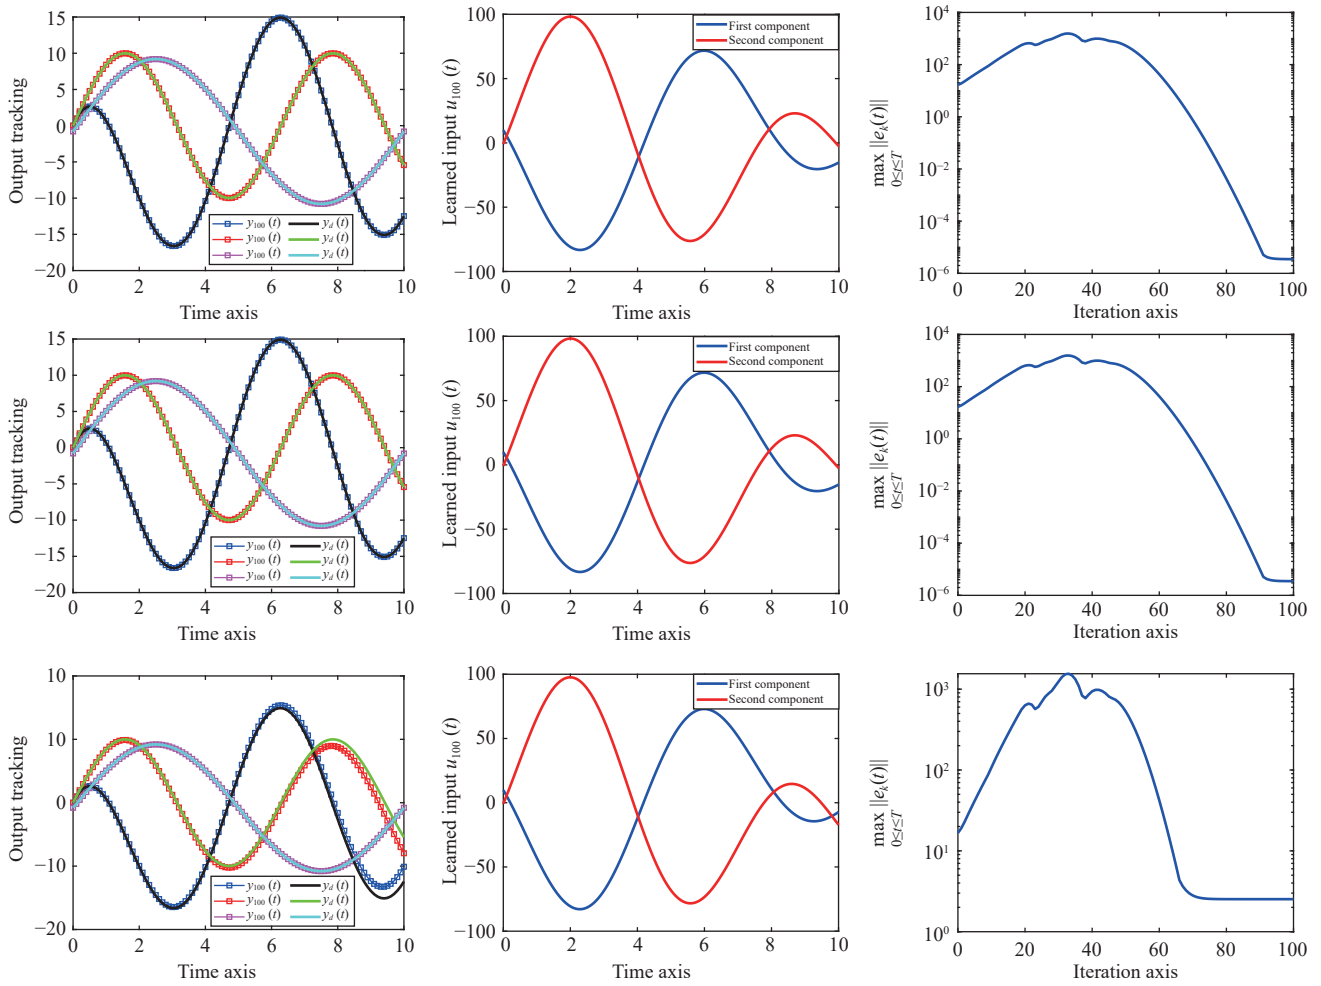 15
10
5
0
−5
−10
−15
−20
Output tracking
y100 (t) yd (t)
y100 (t) yd (t)
y100 (t) yd (t)
0 2 4 6 8 10
Time axis
100
50
0
−50
−100
Learned input u100 (t)
First component
Second component
0 2 4 6 8 10
Time axis
10^4
10^2
10^0
10^−2
10^−4
10^−6
max ||ek(t)||
0≤t≤T
0 20 40 60 80 100
Iteration axis
15
10
5
0
−5
−10
−15
−20
Output tracking
y100 (t) yd (t)
y100 (t) yd (t)
y100 (t) yd (t)
0 2 4 6 8 10
Time axis
100
50
0
−50
−100
Learned input u100 (t)
First component
Second component
0 2 4 6 8 10
Time axis
10^4
10^2
10^0
10^−2
10^−4
10^−6
max ||ek(t)||
0≤t≤T
0 20 40 60 80 100
Iteration axis
10
10
0
−10
−20
Output tracking
y100 (t) yd (t)
y100 (t) yd (t)
y100 (t) yd (t)
0 2 4 6 8 10
Time axis
100
50
0
−50
−100
Learned input u100 (t)
First component
Second component
0 2 4 6 8 10
Time axis
10^3
10^2
10^1
10^0
max ||ek(t)||
0≤t≤T
0 20 40 60 80 100
Iteration axis